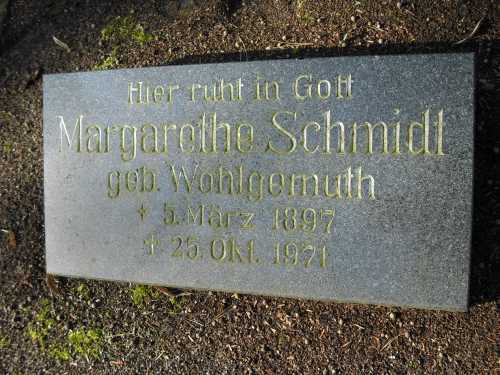 Hier ruht in Gott
Margarethe Schmidt
geb. Wohlgemuth
* 5. März 1897
✝ 25. Okt. 1971